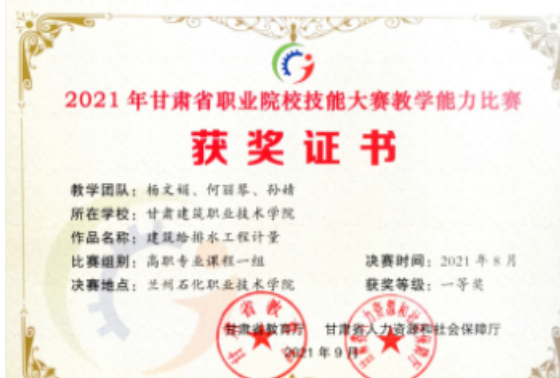 2021年甘肃省职业院校技能大赛教学能力比赛
获奖证书
教学团队：杨文娟、何丽琴、孙婧
所在学校：甘肃建筑职业技术学院
作品名称：建筑给排水工程计量
比赛组别：高职专业课程一组 决赛时间：2021年8月
决赛地点：兰州石化职业技术学院 获奖等级：一等奖
甘肃省教育厅 甘肃省人力资源和社会保障厅
2021年9月